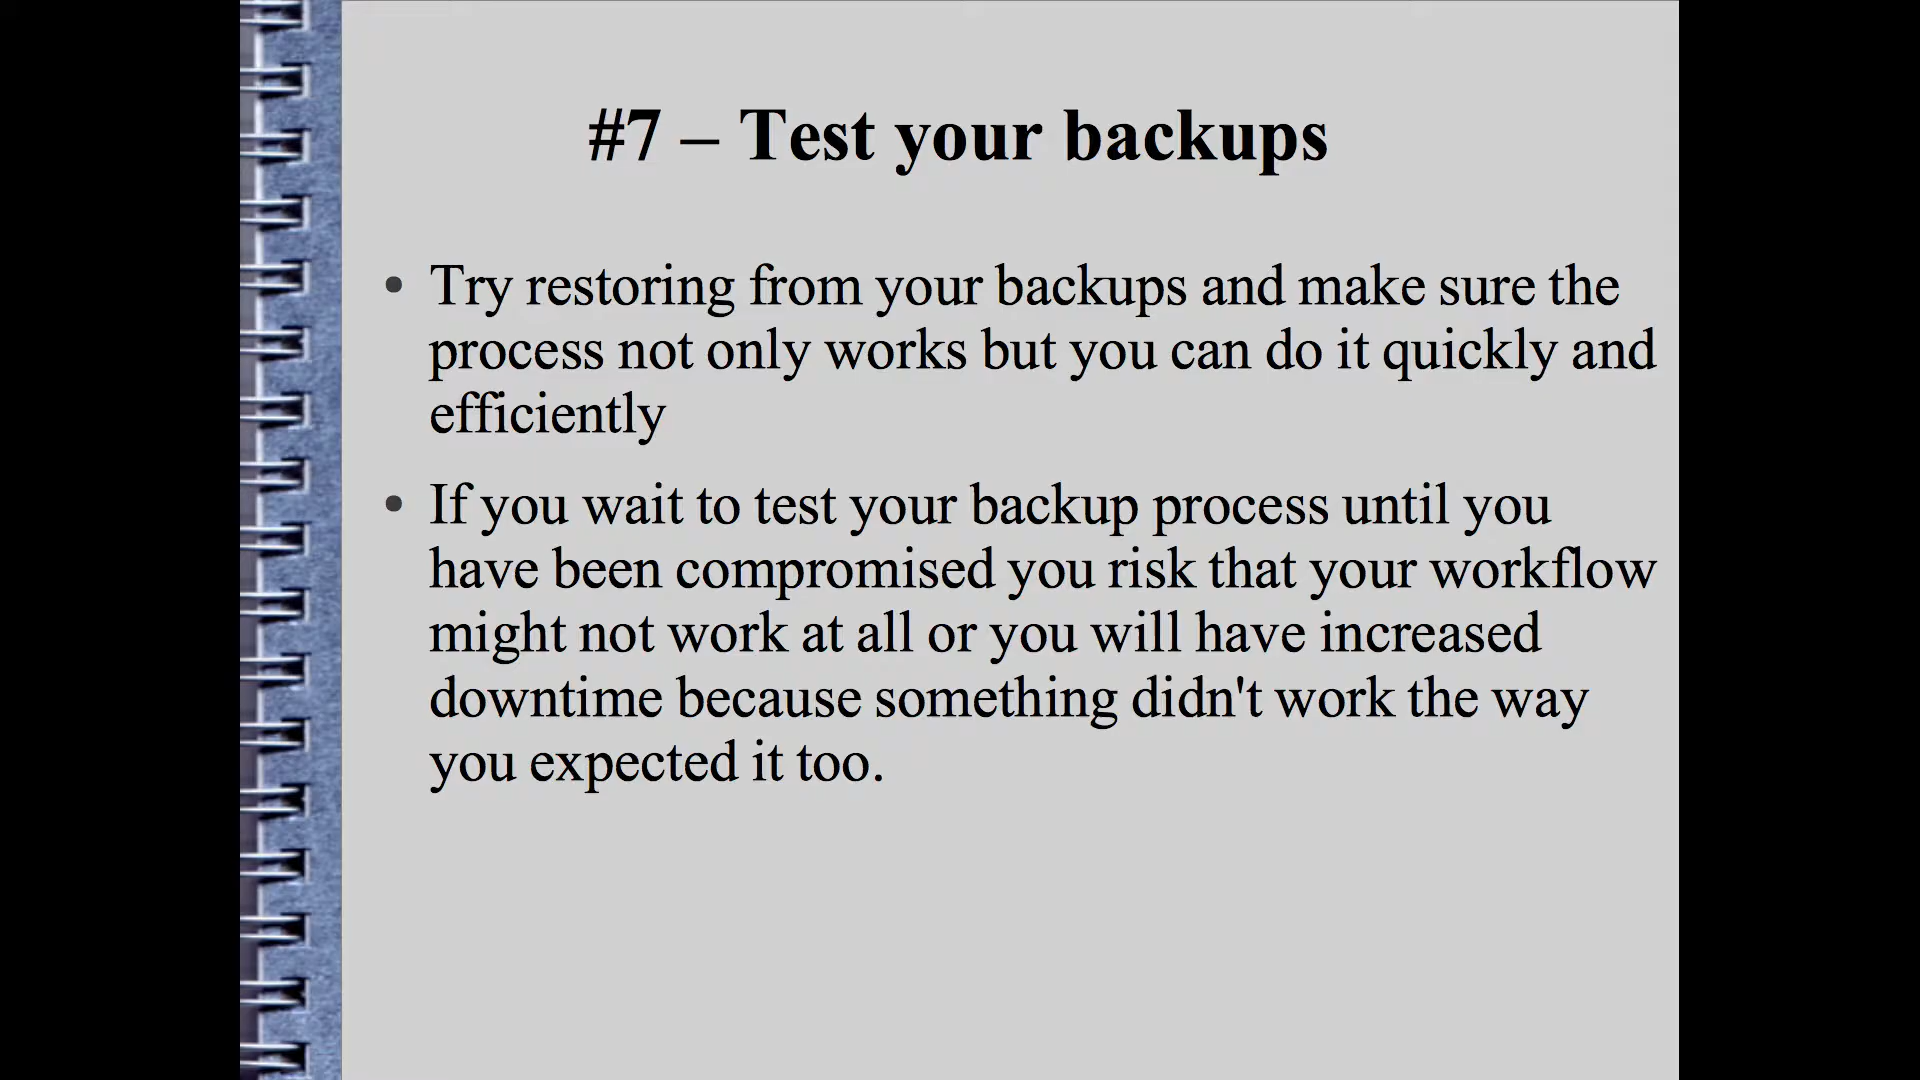 #7 – Test your backups
• Try restoring from your backups and make sure the
process not only works but you can do it quickly and
efficiently
• If you wait to test your backup process until you
have been compromised you risk that your workflow
might not work at all or you will have increased
downtime because something didn't work the way
you expected it too.